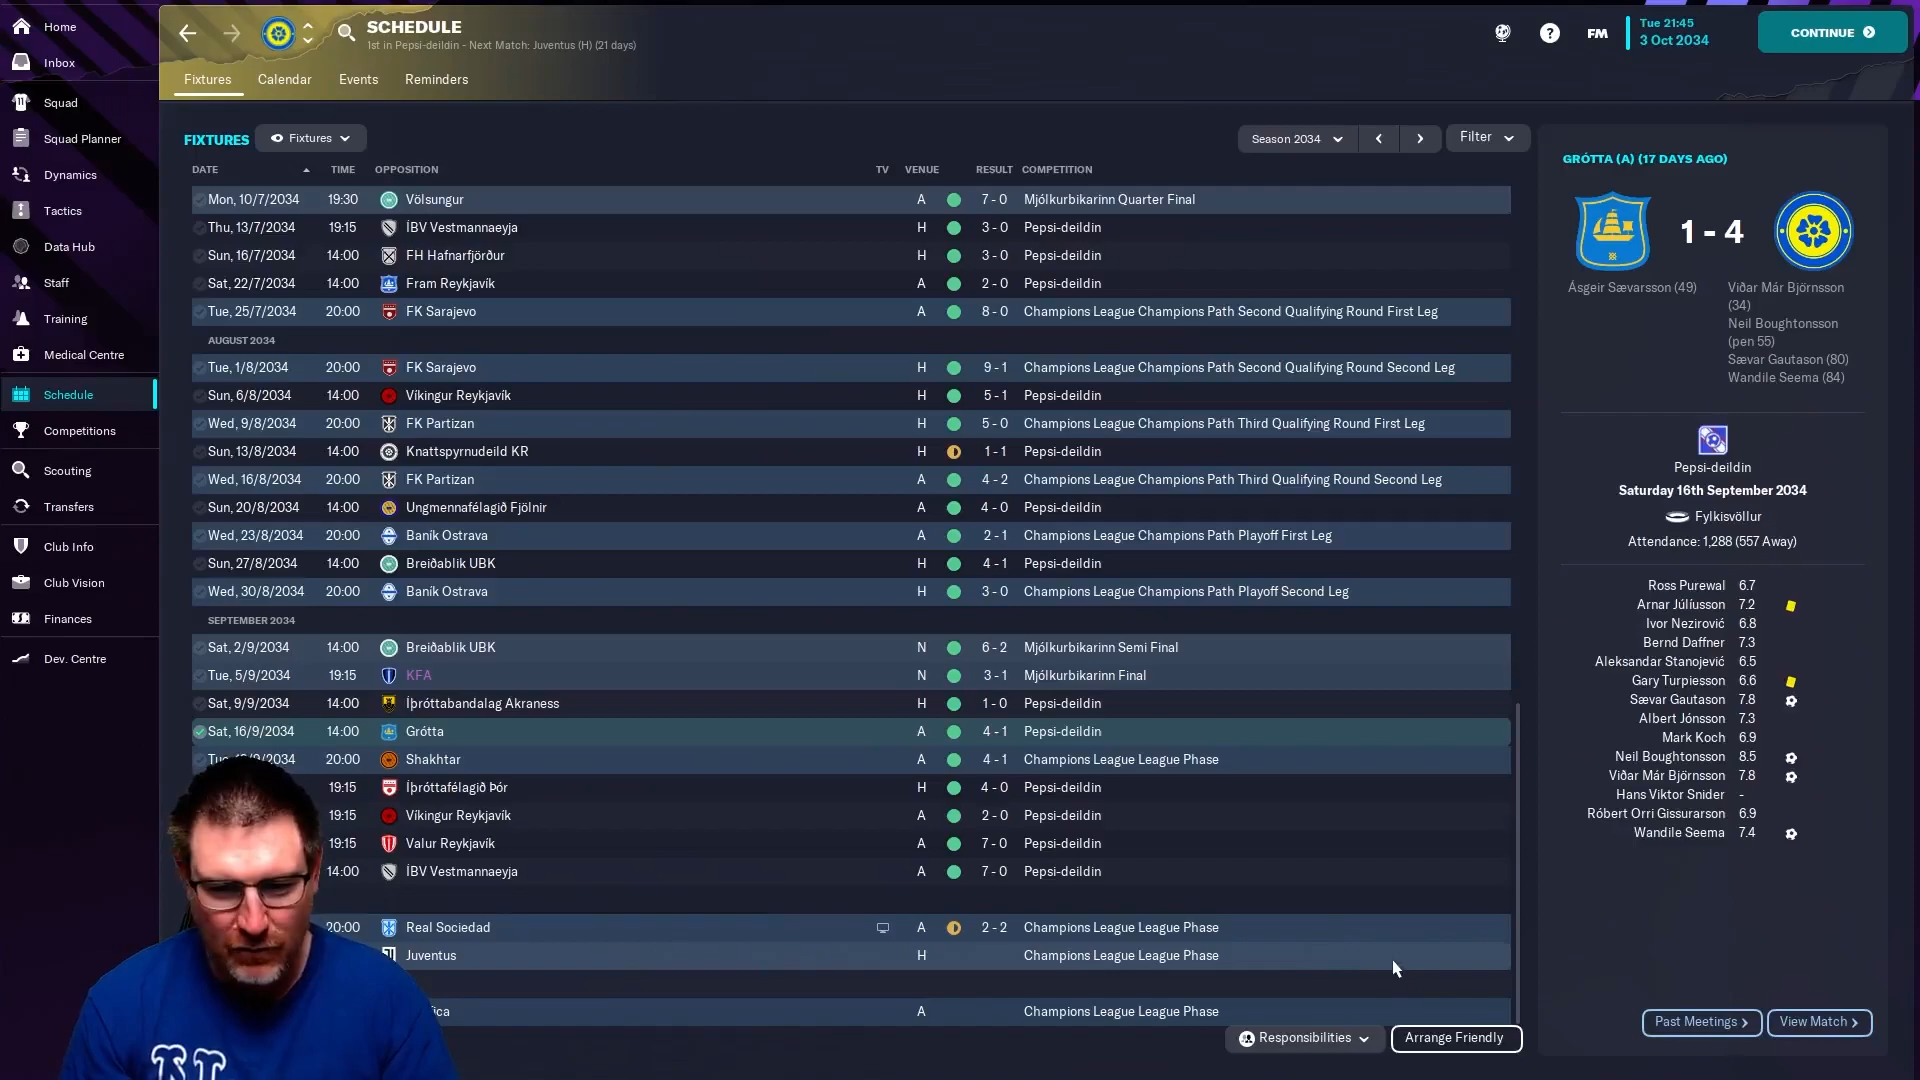 Home
Inbox
Squad
Squad Planner
Dynamics
Tactics
Data Hub
Staff
Training
Medical Centre
Schedule
Competitions
Scouting
Transfers
Club Info
Club Vision
Finances
Dev. Centre
SCHEDULE
1st in Pepsi-deildin - Next Match: Juventus (H) (21 days)
FM
Tue 21:45
3 Oct 2034
CONTINUE
Fixtures Calendar Events Reminders
FIXTURES Fixtures
Season 2034 Filter
DATE TIME OPPOSITION TV VENUE RESULT COMPETITION
Mon, 10/7/2034 19:30 Völsungur A 7 - 0 Mjólkurbikarinn Quarter Final
Thu, 13/7/2034 19:15 ÍBV Vestmannaeyja H 3 - 0 Pepsi-deildin
Sun, 16/7/2034 14:00 FH Hafnarfjörður H 3 - 0 Pepsi-deildin
Sat, 22/7/2034 14:00 Fram Reykjavík A 2 - 0 Pepsi-deildin
Tue, 25/7/2034 20:00 FK Sarajevo A 8 - 0 Champions League Champions Path Second Qualifying Round First Leg
AUGUST 2034
Tue, 1/8/2034 20:00 FK Sarajevo H 9 - 1 Champions League Champions Path Second Qualifying Round Second Leg
Sun, 6/8/2034 14:00 Víkingur Reykjavík H 5 - 1 Pepsi-deildin
Wed, 9/8/2034 20:00 FK Partizan H 5 - 0 Champions League Champions Path Third Qualifying Round First Leg
Sun, 13/8/2034 14:00 Knattspyrnudeild KR H 1 - 1 Pepsi-deildin
Wed, 16/8/2034 20:00 FK Partizan A 4 - 2 Champions League Champions Path Third Qualifying Round Second Leg
Sun, 20/8/2034 14:00 Ungmennafélagið Fjölnir A 4 - 0 Pepsi-deildin
Wed, 23/8/2034 20:00 Baník Ostrava A 2 - 1 Champions League Champions Path Playoff First Leg
Sun, 27/8/2034 14:00 Breiðablik UBK H 4 - 1 Pepsi-deildin
Wed, 30/8/2034 20:00 Baník Ostrava H 3 - 0 Champions League Champions Path Playoff Second Leg
SEPTEMBER 2034
Sat, 2/9/2034 14:00 Breiðablik UBK N 6 - 2 Mjólkurbikarinn Semi Final
Tue, 5/9/2034 19:15 KFA N 3 - 1 Mjólkurbikarinn Final
Sat, 9/9/2034 14:00 Íþróttabandalag Akraness H 1 - 0 Pepsi-deildin
Sat, 16/9/2034 14:00 Grótta A 4 - 1 Pepsi-deildin
20:00 Shakhtar A 4 - 1 Champions League League Phase
19:15 Íþróttafélagið Þór H 4 - 0 Pepsi-deildin
19:15 Víkingur Reykjavík A 2 - 0 Pepsi-deildin
19:15 Valur Reykjavík A 7 - 0 Pepsi-deildin
14:00 ÍBV Vestmannaeyja A 7 - 0 Pepsi-deildin
20:00 Real Sociedad A 2 - 2 Champions League League Phase
Juventus H Champions League League Phase
A Champions League League Phase
Responsibilities Arrange Friendly
GRÓTTA (A) (17 DAYS AGO)
1 - 4
Ásgeir Sævarsson (49)
Viðar Már Björnsson
(34)
Neil Boughtonsson
(pen 55)
Sævar Gautason (80)
Wandile Seema (84)
Pepsi-deildin
Saturday 16th September 2034
Fylkisvöllur
Attendance: 1,288 (557 Away)
Ross Purewal 6.7
Arnar Júlíusson 7.2
Ivor Nezirović 6.8
Bernd Daffner 7.3
Aleksandar Stanojević 6.5
Gary Turpiesson 6.6
Sævar Gautason 7.8
Albert Jónsson 7.3
Mark Koch 6.9
Neil Boughtonsson 8.5
Viðar Már Björnsson 7.8
Hans Viktor Snider -
Róbert Orri Gissurarson 6.9
Wandile Seema 7.4
Past Meetings View Match